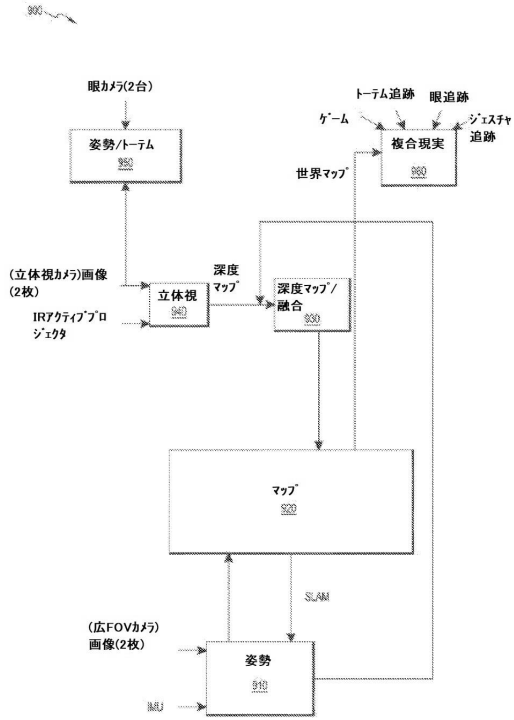 900
眼カメラ(2台)
姿勢/トーテム
950
ゲーム
トーテム追跡
眼追跡
ジェスチャ
追跡
複合現実
960
世界マップ
(立体視カメラ)画像
(2枚)
IRアクティブプロ
ジェクタ
立体視
940
深度
マップ
深度マップ/
融合
930
マップ
920
SLAM
(広FOVカメラ)
画像(2枚)
姿勢
910
IMU